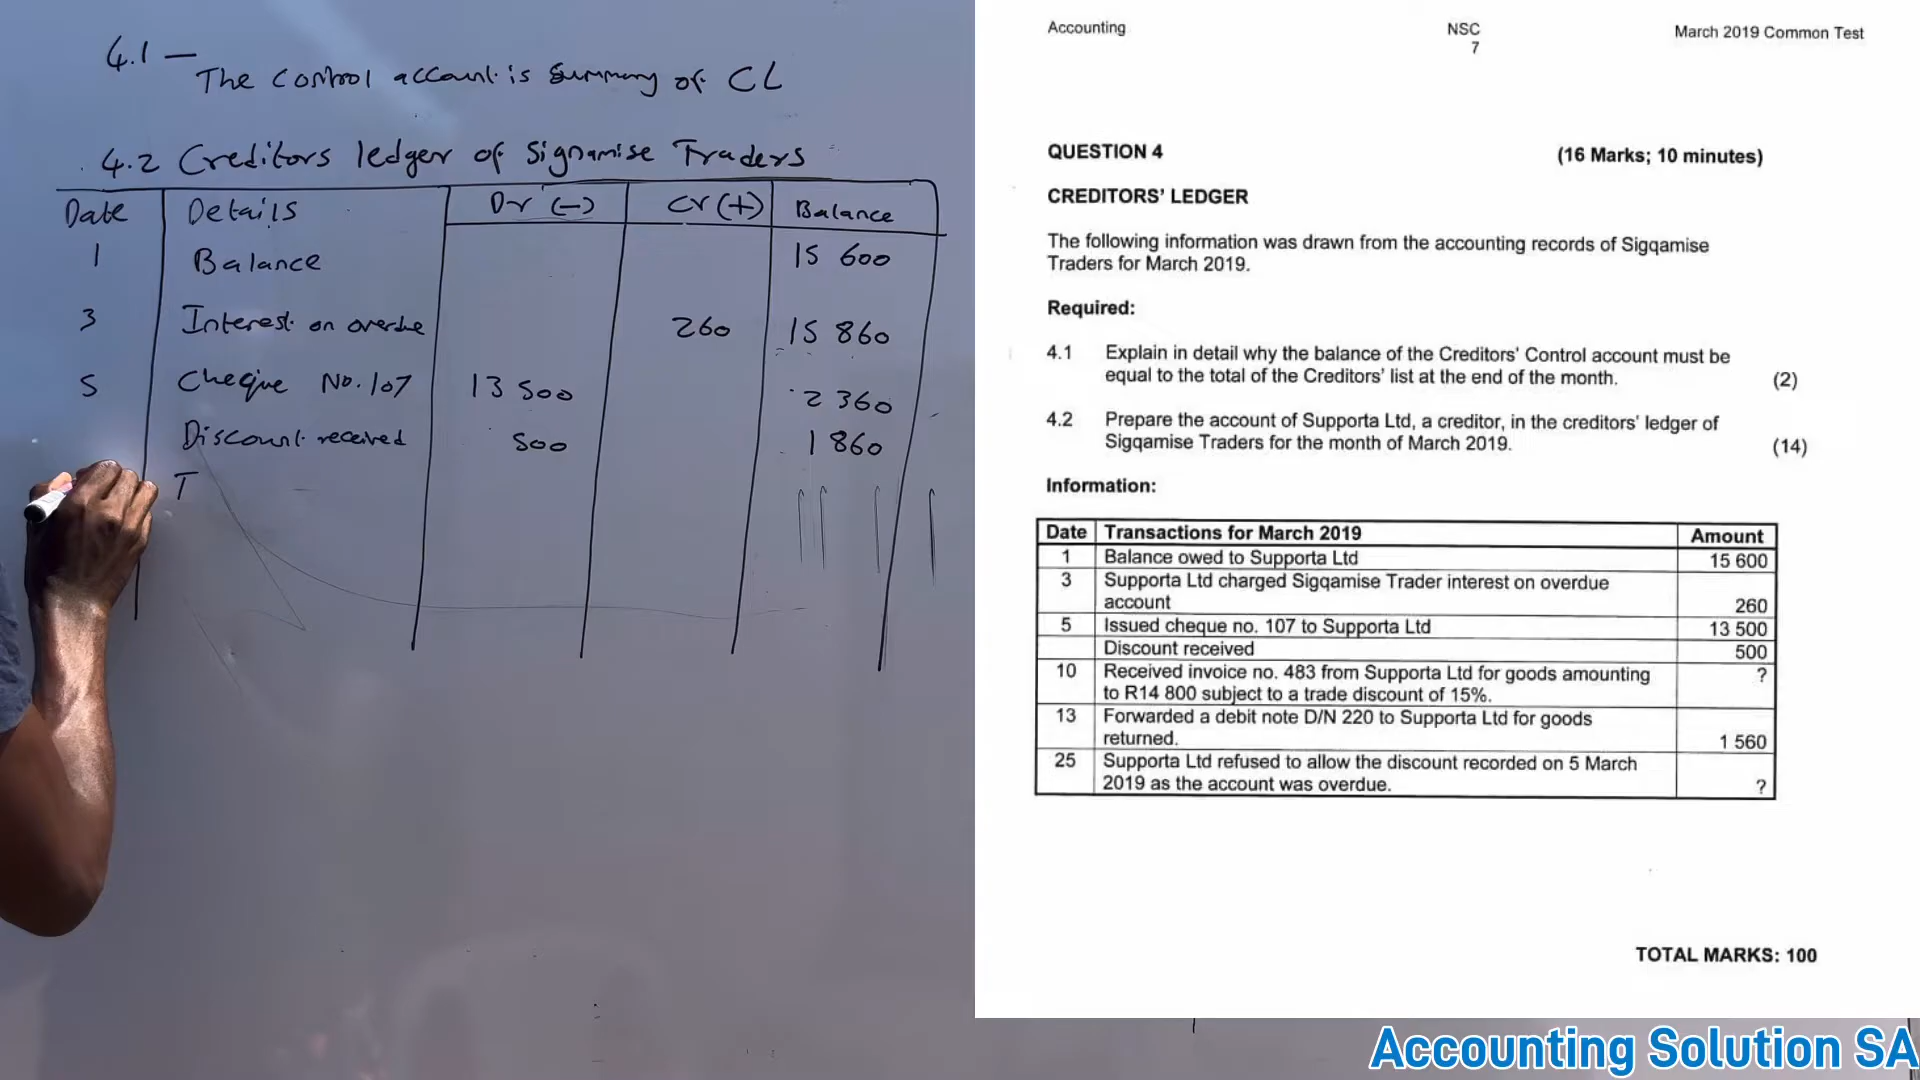 4.1 -
The control account is summary of CL
4.2 Creditors ledger of Signamise Traders
Date Details Dr (-) Cr (+) Balance
1 Balance 15 600
3 Interest on overdue 260 15 860
5 Cheque No. 107 13 500 2 360
Discount received 500 1 860
T
Accounting NSC March 2019 Common Test
7
QUESTION 4 (16 Marks; 10 minutes)
CREDITORS' LEDGER
The following information was drawn from the accounting records of Sigqamise
Traders for March 2019.
Required:
4.1 Explain in detail why the balance of the Creditors' Control account must be
equal to the total of the Creditors' list at the end of the month. (2)
4.2 Prepare the account of Supporta Ltd, a creditor, in the creditors' ledger of
Sigqamise Traders for the month of March 2019. (14)
Information:
Date Transactions for March 2019 Amount
1 Balance owed to Supporta Ltd 15 600
3 Supporta Ltd charged Sigqamise Trader interest on overdue
account 260
5 Issued cheque no. 107 to Supporta Ltd 13 500
Discount received 500
10 Received invoice no. 483 from Supporta Ltd for goods amounting ?
to R14 800 subject to a trade discount of 15%.
13 Forwarded a debit note D/N 220 to Supporta Ltd for goods
returned. 1 560
25 Supporta Ltd refused to allow the discount recorded on 5 March
2019 as the account was overdue. ?
TOTAL MARKS: 100
Accounting Solution SA